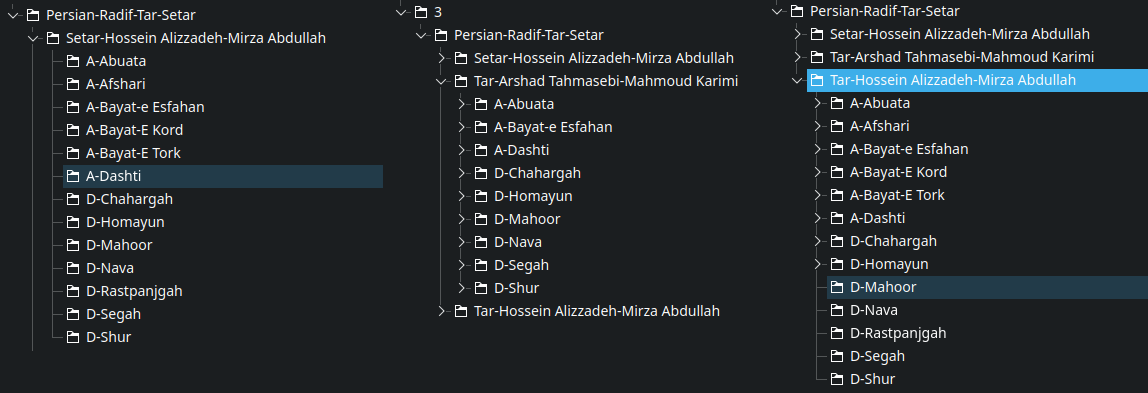 Persian-Radif-Tar-Setar
Setar-Hossein Alizzadeh-Mirza Abdullah
A-Abuata
A-Afshari
A-Bayat-e Esfahan
A-Bayat-E Kord
A-Bayat-E Tork
A-Dashti
D-Chahargah
D-Homayun
D-Mahoor
D-Nava
D-Rastpanjgah
D-Segah
D-Shur
3
Persian-Radif-Tar-Setar
Setar-Hossein Alizzadeh-Mirza Abdullah
Tar-Arshad Tahmasebi-Mahmoud Karimi
A-Abuata
A-Bayat-e Esfahan
A-Dashti
D-Chahargah
D-Homayun
D-Mahoor
D-Nava
D-Segah
D-Shur
Tar-Hossein Alizzadeh-Mirza Abdullah
Persian-Radif-Tar-Setar
Setar-Hossein Alizzadeh-Mirza Abdullah
Tar-Arshad Tahmasebi-Mahmoud Karimi
Tar-Hossein Alizzadeh-Mirza Abdullah
A-Abuata
A-Afshari
A-Bayat-e Esfahan
A-Bayat-E Kord
A-Bayat-E Tork
A-Dashti
D-Chahargah
D-Homayun
D-Mahoor
D-Nava
D-Rastpanjgah
D-Segah
D-Shur